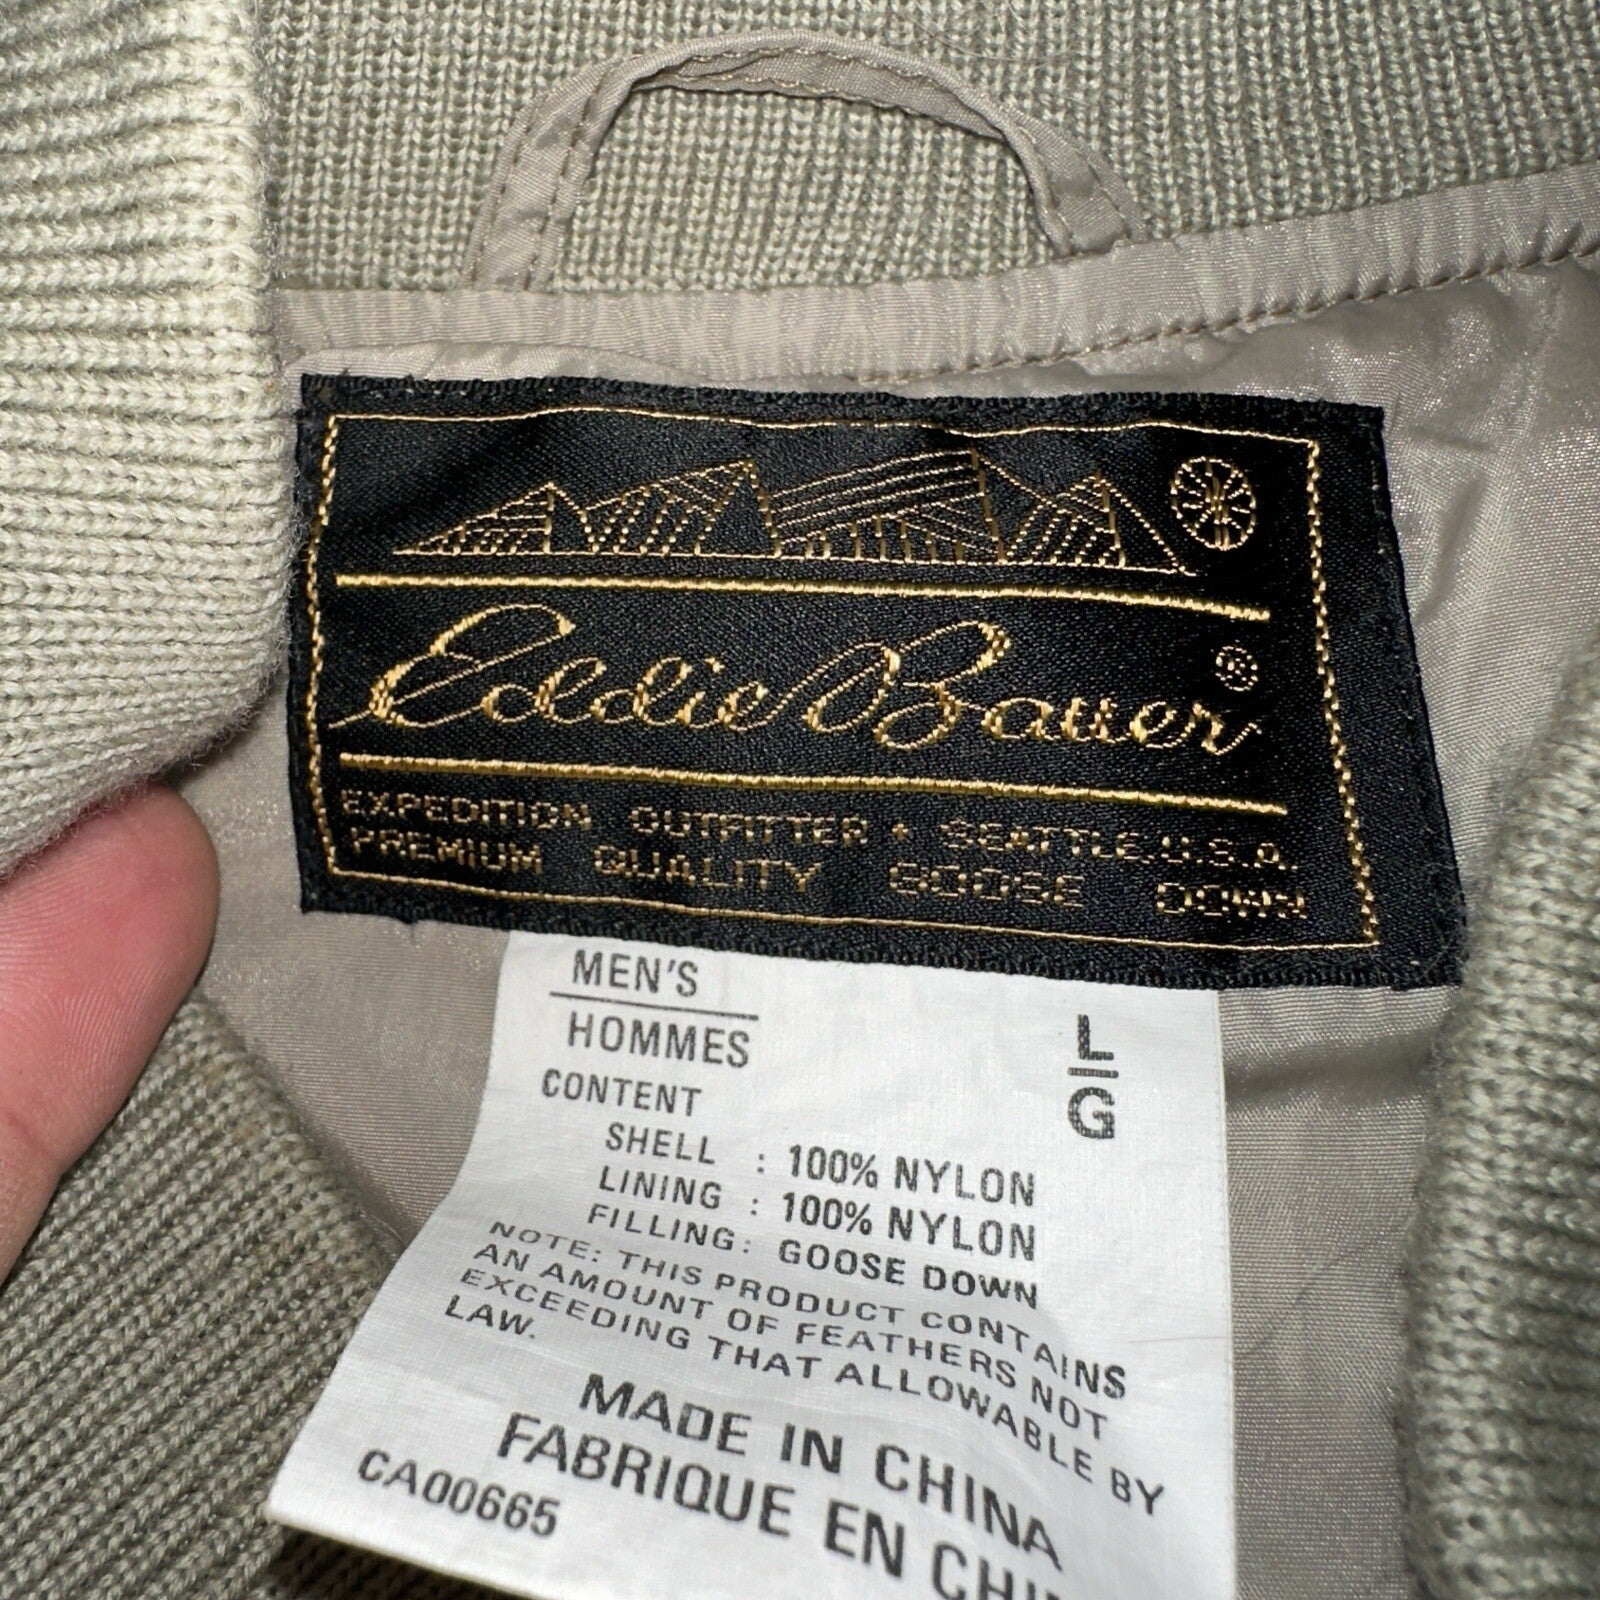 Eddie Bauer®
EXPEDITION OUTFITTER • SEATTLE, U.S.A.
PREMIUM QUALITY GOOSE DOWN
MEN'S
HOMMES
L
G
CONTENT
SHELL : 100% NYLON
LINING : 100% NYLON
FILLING: GOOSE DOWN
NOTE: THIS PRODUCT CONTAINS
AN AMOUNT OF FEATHERS NOT
EXCEEDING THAT ALLOWABLE BY
LAW.
MADE IN CHINA
FABRIQUE EN CHI
CA00665